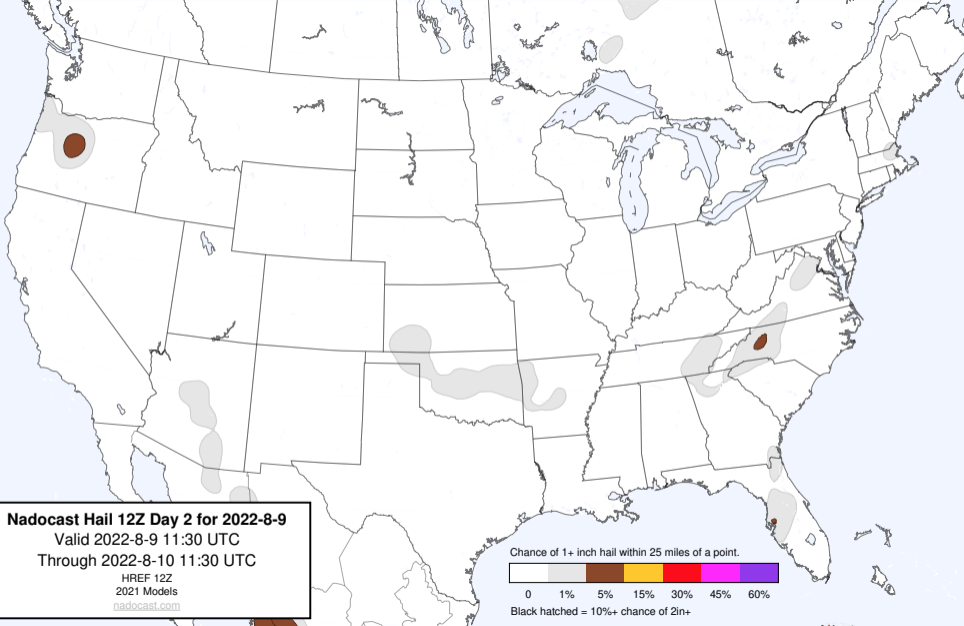 Nadocast Hail 12Z Day 2 for 2022-8-9
Valid 2022-8-9 11:30 UTC
Through 2022-8-10 11:30 UTC
HREF 12Z
2021 Models
nadocast.com
Chance of 1+ inch hail within 25 miles of a point.
0 1% 5% 15% 30% 45% 60%
Black hatched = 10%+ chance of 2in+